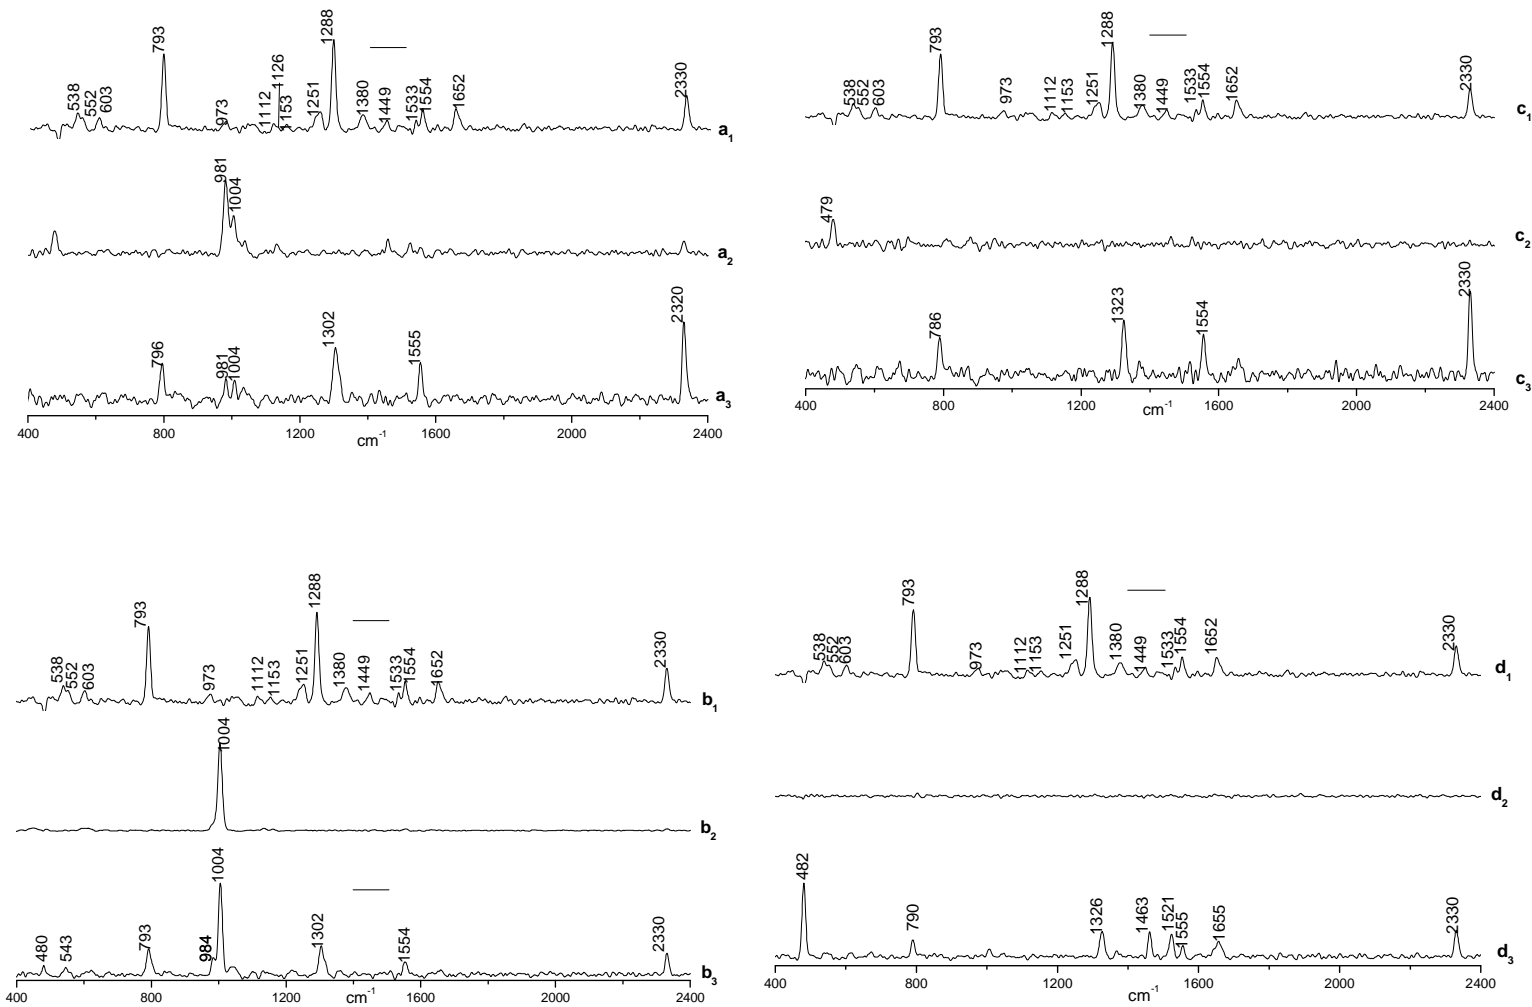 538 552 603 793 973 1112 1126 1153 1251 1288 1380 1449 1533 1554 1652 2330 a1
981 1004 a2
796 981 1004 1302 1555 2320 a3
400 800 1200 1600 2000 2400
cm-1
538 552 603 793 973 1112 1153 1251 1288 1380 1449 1533 1554 1652 2330 c1
479 c2
786 1323 1554 2330 c3
400 800 1200 1600 2000 2400
cm-1
538 552 603 793 973 1112 1153 1251 1288 1380 1449 1533 1554 1652 2330 b1
1004 b2
480 543 793 984 1004 1302 1554 2330 b3
400 800 1200 1600 2000 2400
cm-1
538 552 603 793 973 1112 1153 1251 1288 1380 1449 1533 1554 1652 2330 d1
d2
482 790 1326 1463 1521 1555 1655 2330 d3
400 800 1200 1600 2000 2400
cm-1